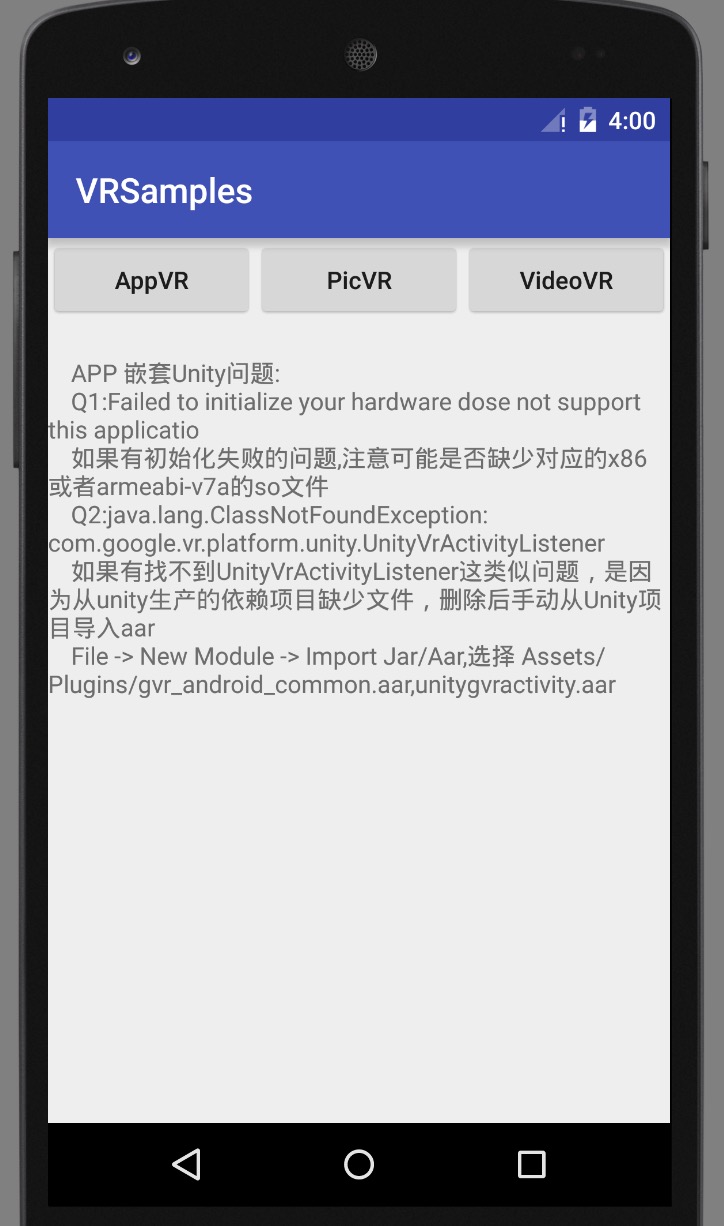 4:00
VRSamples
AppVR PicVR VideoVR
APP 嵌套Unity问题:
Q1:Failed to initialize your hardware dose not support
this applicatio
如果有初始化失败的问题,注意可能是否缺少对应的x86
或者armeabi-v7a的so文件
Q2:java.lang.ClassNotFoundException:
com.google.vr.platform.unity.UnityVrActivityListener
如果有找不到UnityVrActivityListener这类似问题，是因
为从unity生产的依赖项目缺少文件，删除后手动从Unity项
目导入aar
File -> New Module -> Import Jar/Aar,选择 Assets/
Plugins/gvr_android_common.aar,unitygvractivity.aar